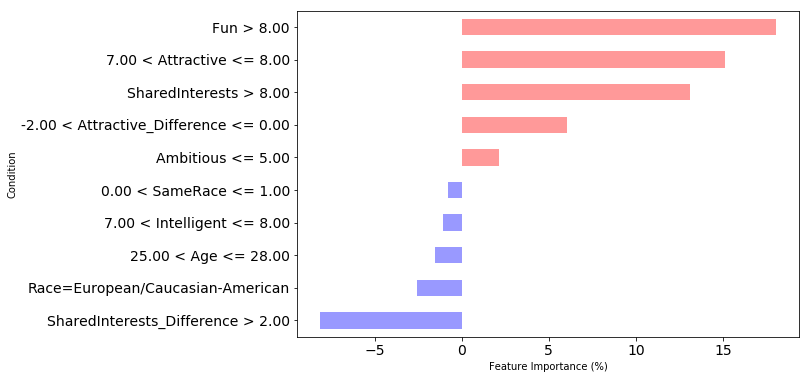 Fun > 8.00
7.00 < Attractive <= 8.00
SharedInterests > 8.00
-2.00 < Attractive_Difference <= 0.00
Ambitious <= 5.00
0.00 < SameRace <= 1.00
7.00 < Intelligent <= 8.00
25.00 < Age <= 28.00
Race=European/Caucasian-American
SharedInterests_Difference > 2.00
Condition
−5 0 5 10 15
Feature Importance (%)